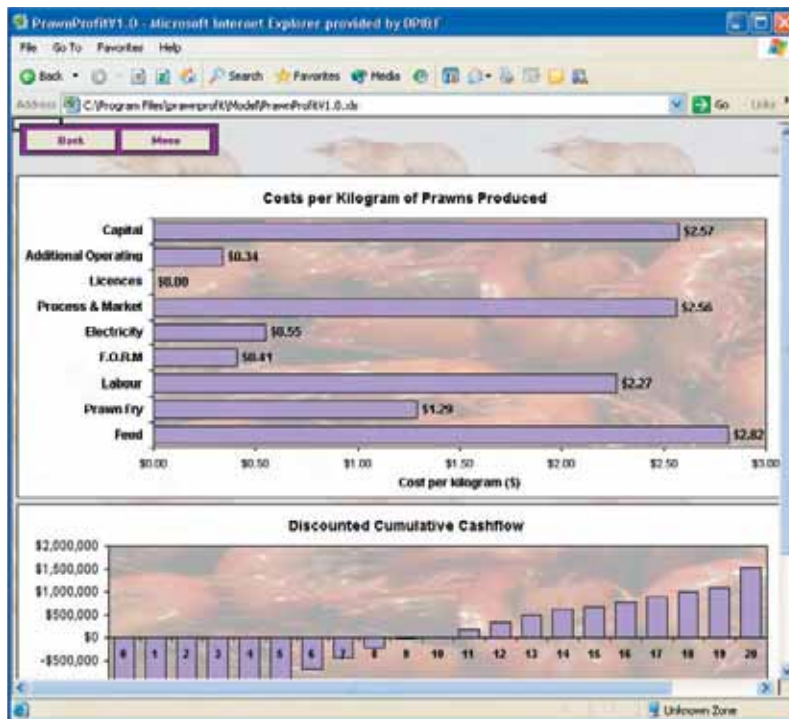 PrawnProfitV1.0 - Microsoft Internet Explorer provided by DPI&F
File Go To Favorites Help
Back Search Favorites Media
Address C:\Program Files\prawnprofit\Model\PrawnProfitV1.0.xls Go Links
Back Menu
Costs per Kilogram of Prawns Produced
Capital $2.57
Additional Operating $0.34
Licences $0.00
Process & Market $2.56
Electricity $0.55
F.O.R.M $0.41
Labour $2.27
Prawn Fry $1.29
Feed $2.82
$0.00 $0.50 $1.00 $1.50 $2.00 $2.50 $3.00
Cost per kilogram ($)
Discounted Cumulative Cashflow
$2,000,000
$1,500,000
$1,000,000
$500,000
$0
-$500,000 0 1 2 3 4 5 6 7 8 9 10 11 12 13 14 15 16 17 18 19 20
Unknown Zone